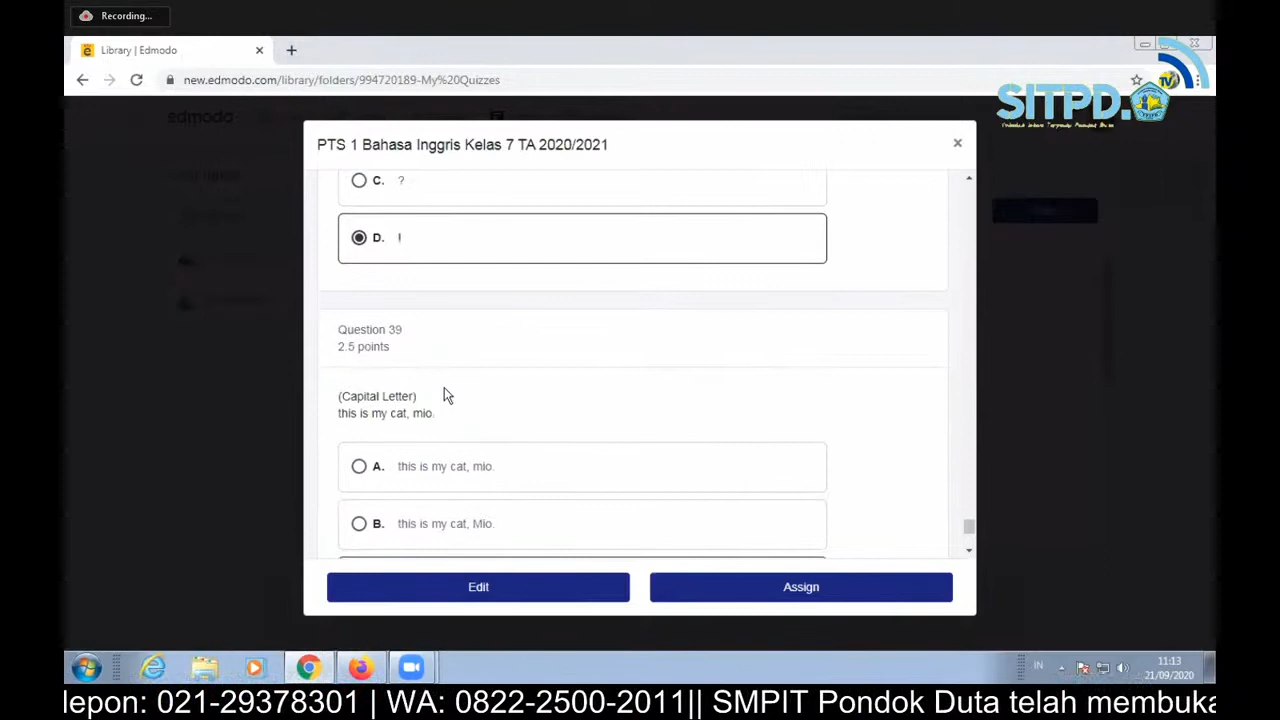 Recording...
Library | Edmodo
new.edmodo.com/library/folders/994720189-My%20Quizzes
TV
SITPD.
edmodo
PTS 1 Bahasa Inggris Kelas 7 TA 2020/2021
C. ?
D. !
Question 39
2.5 points
(Capital Letter)
this is my cat, mio.
A. this is my cat, mio.
B. this is my cat, Mio.
Edit
Assign
IN
11:13
21/09/2020
lepon: 021-29378301 | WA: 0822-2500-2011|| SMPIT Pondok Duta telah membuka